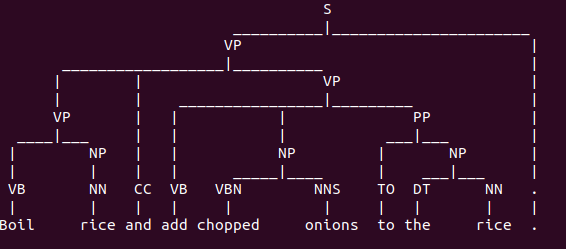 S
VP
VP
VP PP
NP NP NP
VB NN CC VB VBN NNS TO DT NN .
Boil rice and add chopped onions to the rice .